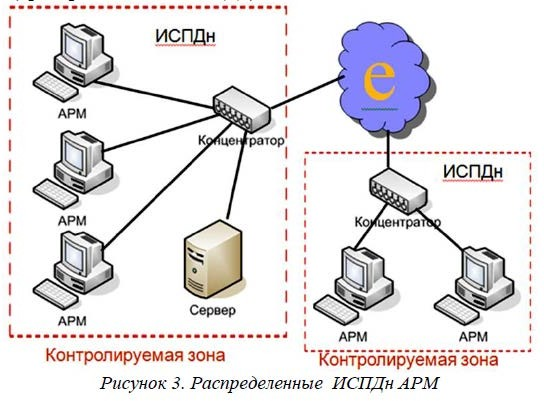 ИСПДн
АРМ
Концентратор
АРМ
АРМ
Сервер
Контролируемая зона
e
ИСПДн
Концентратор
АРМ
АРМ
Контролируемая зона
Рисунок 3. Распределенные ИСПДн АРМ